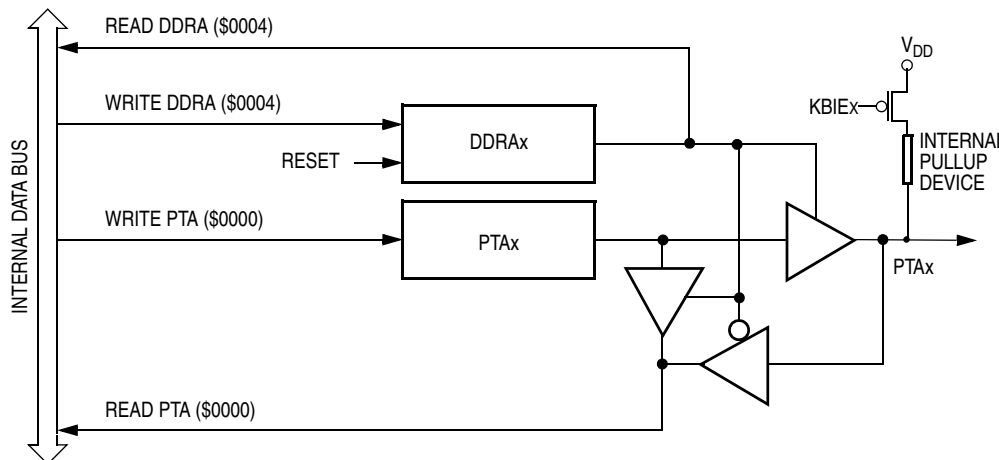 READ DDRA ($0004)
V_DD
WRITE DDRA ($0004)
KBIEx
DDRAx
INTERNAL
PULLUP
DEVICE
RESET
INTERNAL DATA BUS
WRITE PTA ($0000)
PTAx
PTAx
READ PTA ($0000)